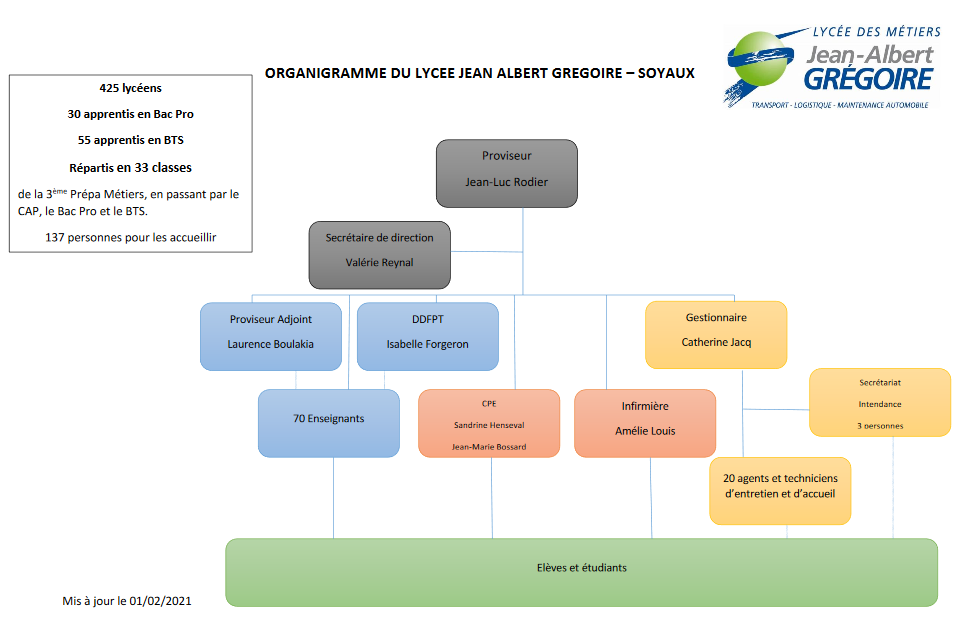 LYCÉE DES MÉTIERS
Jean-Albert
GRÉGOIRE
TRANSPORT - LOGISTIQUE - MAINTENANCE AUTOMOBILE
ORGANIGRAMME DU LYCEE JEAN ALBERT GREGOIRE – SOYAUX
425 lycéens
30 apprentis en Bac Pro
55 apprentis en BTS
Répartis en 33 classes
de la 3ème Prépa Métiers, en passant par le
CAP, le Bac Pro et le BTS.
137 personnes pour les accueillir
Proviseur
Jean-Luc Rodier
Secrétaire de direction
Valérie Reynal
Proviseur Adjoint
Laurence Boulakia
DDFPT
Isabelle Forgeron
Gestionnaire
Catherine Jacq
Secrétariat
Intendance
3 personnes
70 Enseignants
CPE
Sandrine Henseval
Jean-Marie Bossard
Infirmière
Amélie Louis
20 agents et techniciens
d'entretien et d'accueil
Elèves et étudiants
Mis à jour le 01/02/2021